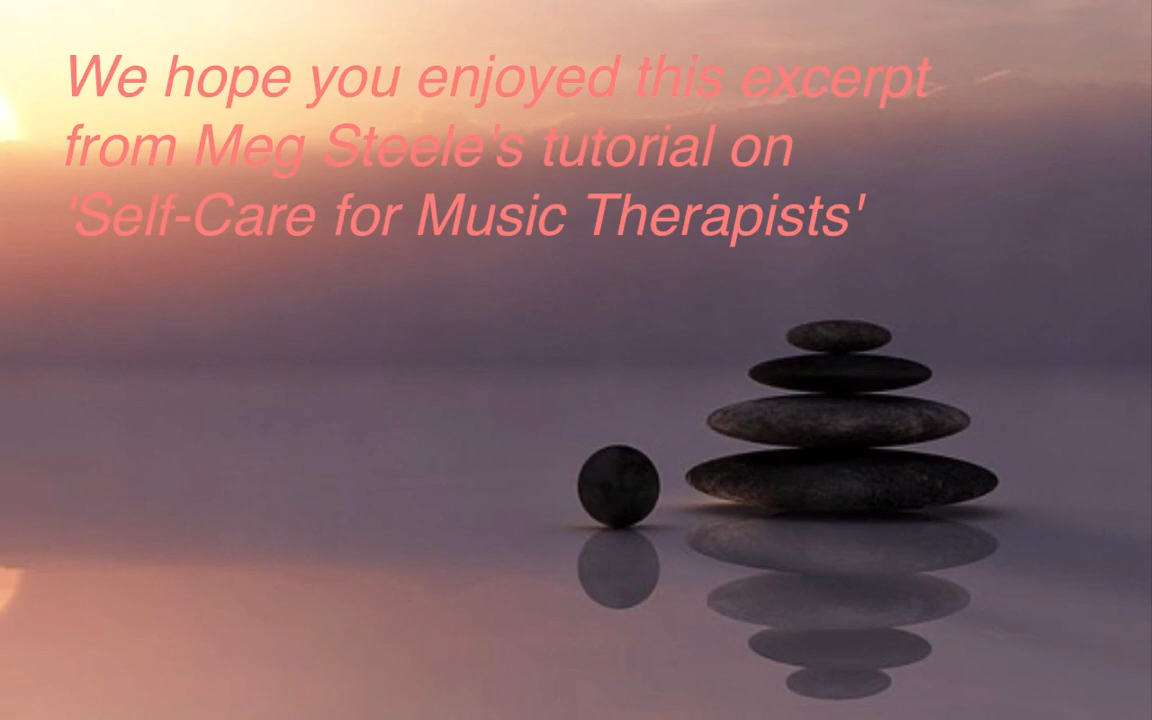 We hope you enjoyed this excerpt
from Meg Steele's tutorial on
'Self-Care for Music Therapists'